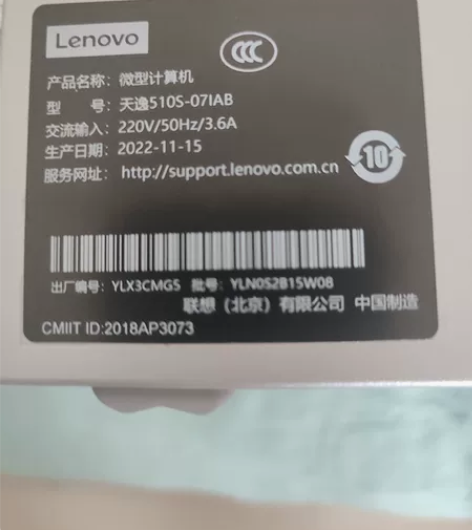 Lenovo
CCC
产品名称：微型计算机
型 号：天逸510S-07IAB
交流输入：220V/50Hz/3.6A
生产日期：2022-11-15
服务网址：http://support.lenovo.com.cn
10
出厂编号：YLX3CMG5 批号：YLN0S2B15W08
联想（北京）有限公司 中国制造
CMIIT ID:2018AP3073